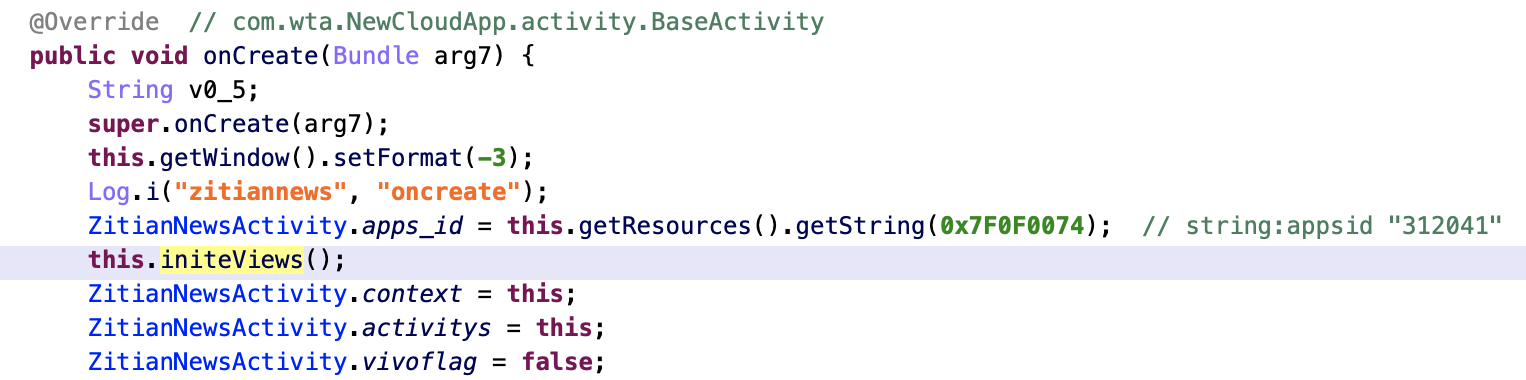 @Override  // com.wta.NewCloudApp.activity.BaseActivity
public void onCreate(Bundle arg7) {
    String v0_5;
    super.onCreate(arg7);
    this.getWindow().setFormat(-3);
    Log.i("zitiannews", "oncreate");
    ZitianNewsActivity.apps_id = this.getResources().getString(0x7F0F0074);  // string:appsid "312041"
    this.initeViews();
    ZitianNewsActivity.context = this;
    ZitianNewsActivity.activitys = this;
    ZitianNewsActivity.vivoflag = false;